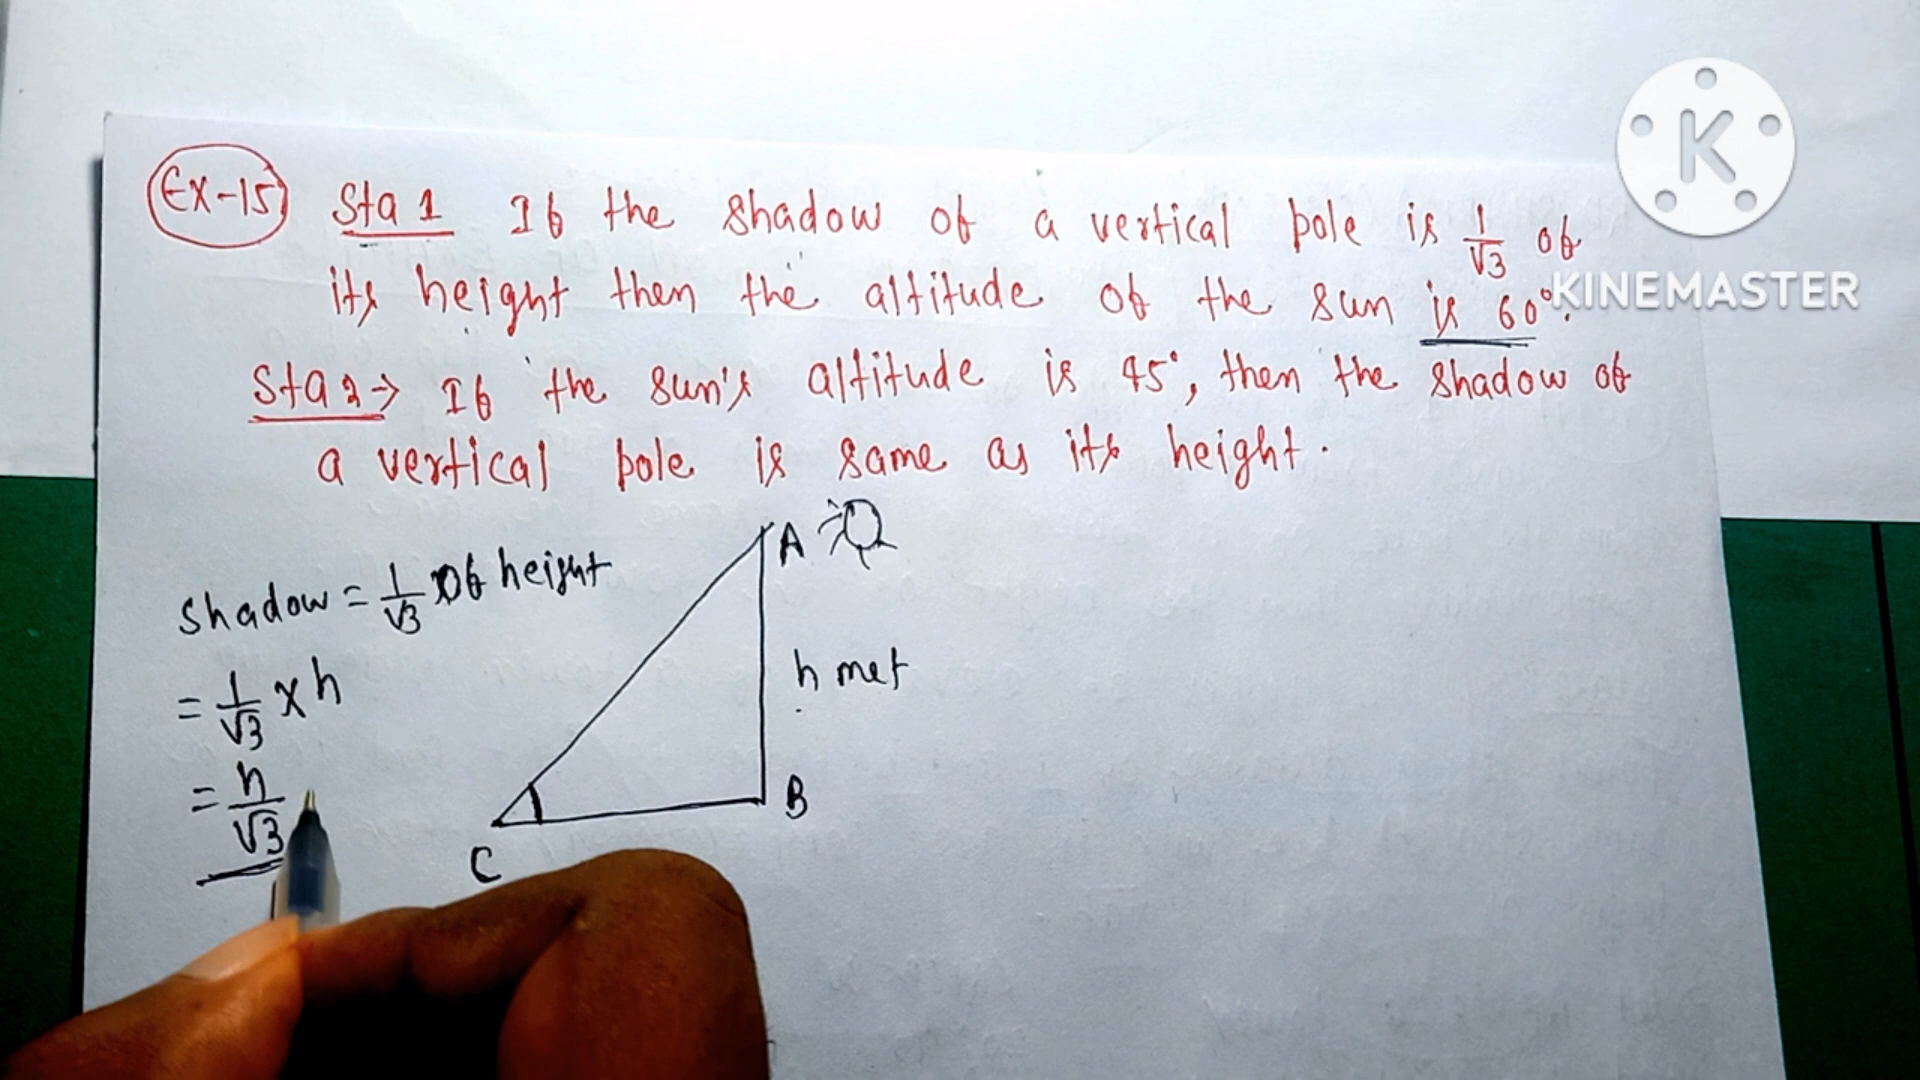 Ex-15 Sta 1 If the shadow of a vertical pole is 1/√3 of
its height then the altitude of the sun is 60°.
Sta 2→ If the sun's altitude is 45°, then the shadow of
a vertical pole is same as its height.
K
KINEMASTER
A
shadow = 1/√3 of height
h met
= 1/√3 × h
= h/√3
B
C